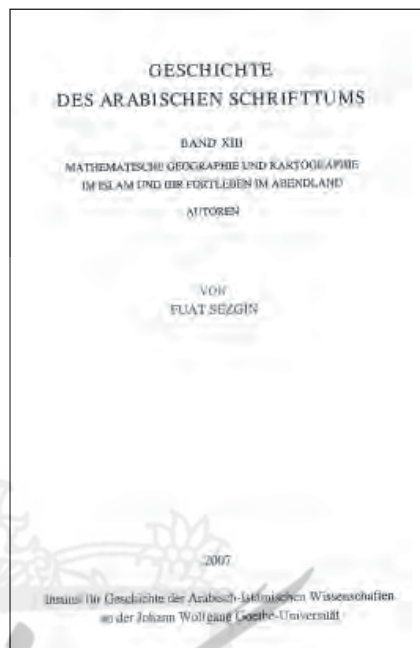 GESCHICHTE
DES ARABISCHEN SCHRIFTTUMS
BAND XIII
MATHEMATISCHE GEOGRAPHIE UND KARTOGRAPHIE
IM ISLAM UND IHR FORTLEBEN IM ABENDLAND
AUTOREN
VON
FUAT SEZGIN
2007
Institut für Geschichte der Arabisch-Islamischen Wissenschaften
an der Johann Wolfgang Goethe-Universität